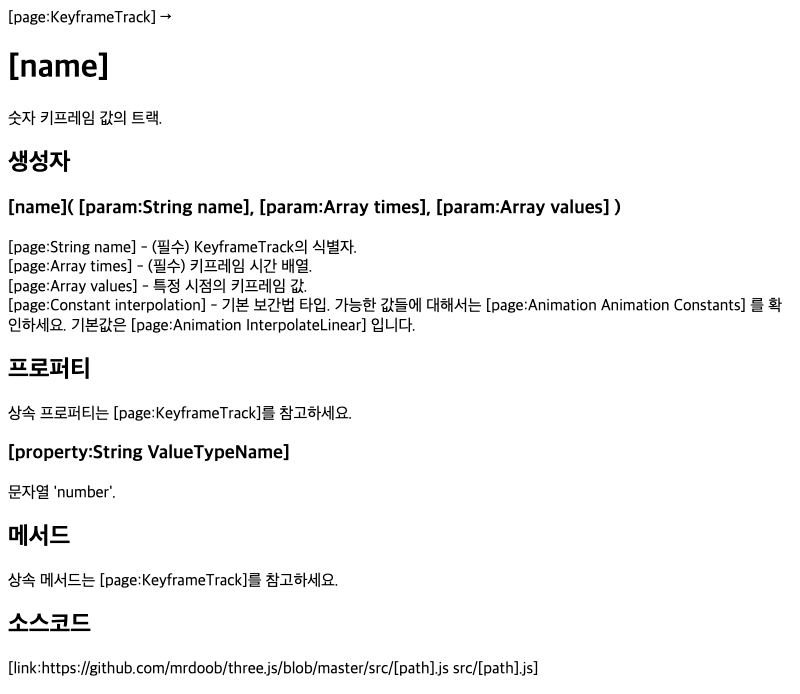 [page:KeyframeTrack] →
[name]
숫자 키프레임 값의 트랙.
생성자
[name]( [param:String name], [param:Array times], [param:Array values] )
[page:String name] - (필수) KeyframeTrack의 식별자.
[page:Array times] - (필수) 키프레임 시간 배열.
[page:Array values] - 특정 시점의 키프레임 값.
[page:Constant interpolation] - 기본 보간법 타입. 가능한 값들에 대해서는 [page:Animation Animation Constants] 를 확
인하세요. 기본값은 [page:Animation InterpolateLinear] 입니다.
프로퍼티
상속 프로퍼티는 [page:KeyframeTrack]를 참고하세요.
[property:String ValueTypeName]
문자열 'number'.
메서드
상속 메서드는 [page:KeyframeTrack]를 참고하세요.
소스코드
[link:https://github.com/mrdoob/three.js/blob/master/src/[path].js src/[path].js]